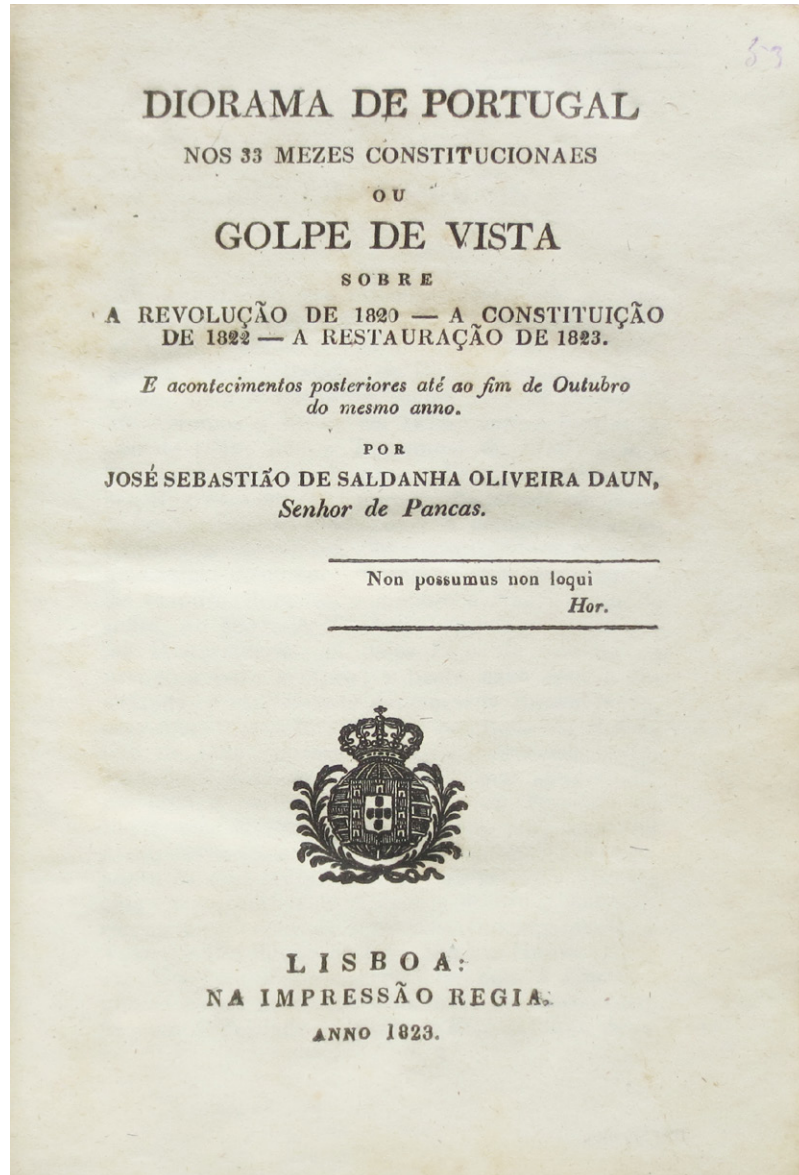 53
DIORAMA DE PORTUGAL
NOS 33 MEZES CONSTITUCIONAES
OU
GOLPE DE VISTA
SOBRE
A REVOLUÇÃO DE 1820 — A CONSTITUIÇÃO
DE 1822 — A RESTAURAÇÃO DE 1823.
E acontecimentos posteriores até ao fim de Outubro
do mesmo anno.
POR
JOSÉ SEBASTIÃO DE SALDANHA OLIVEIRA DAUN,
Senhor de Pancas.
Non possumus non loqui
Hor.
LISBOA:
NA IMPRESSÃO REGIA.
ANNO 1823.